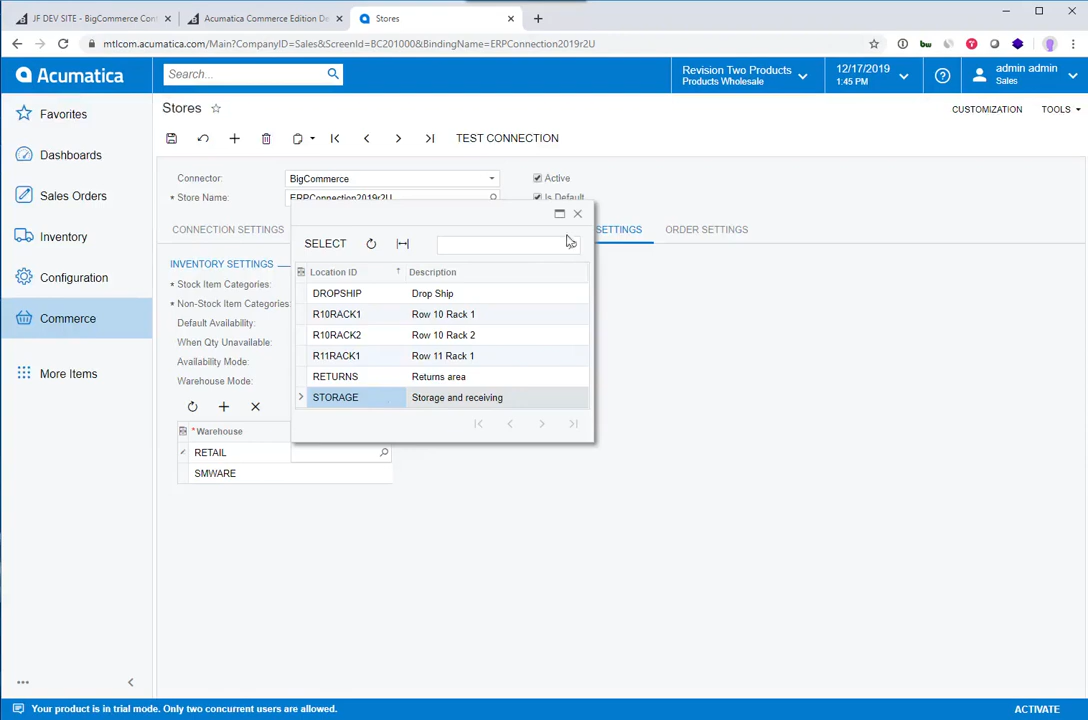 JF DEV SITE - BigCommerce Con
Acumatica Commerce Edition De
Stores
mtlcom.acumatica.com/Main?CompanyID=Sales&ScreenId=BC201000&BindingName=ERPConnection2019r2U
Acumatica
Search...
Revision Two Products
Products Wholesale
12/17/2019
1:45 PM
admin admin
Sales
Favorites
Dashboards
Sales Orders
Inventory
Configuration
Commerce
More Items
Stores
CUSTOMIZATION
TOOLS
TEST CONNECTION
Connector:
BigCommerce
Active
* Store Name:
ERPConnection2019r2U
Is Default
CONNECTION SETTINGS
SETTINGS
ORDER SETTINGS
INVENTORY SETTINGS
* Stock Item Categories:
* Non-Stock Item Categories:
Default Availability:
When Qty Unavailable:
Availability Mode:
Warehouse Mode:
* Warehouse
RETAIL
SMWARE
SELECT
Location ID
Description
DROPSHIP
Drop Ship
R10RACK1
Row 10 Rack 1
R10RACK2
Row 10 Rack 2
R11RACK1
Row 11 Rack 1
RETURNS
Returns area
STORAGE
Storage and receiving
Your product is in trial mode. Only two concurrent users are allowed.
ACTIVATE